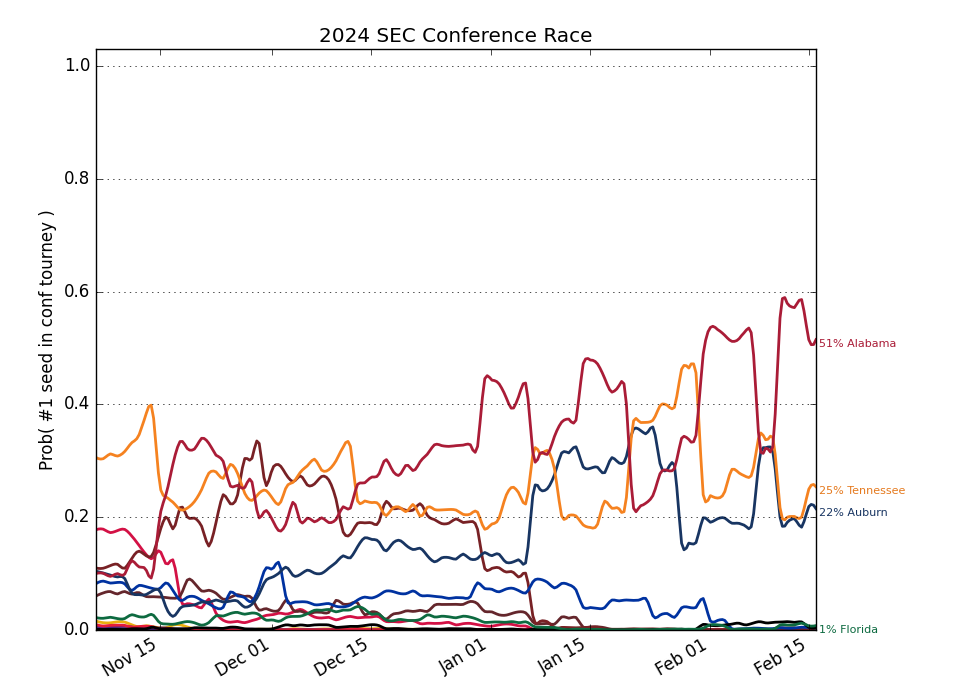 2024 SEC Conference Race
Prob( #1 seed in conf tourney )
1.0
0.8
0.6
0.4
0.2
0.0
51% Alabama
25% Tennessee
22% Auburn
1% Florida
Nov 15
Dec 01
Dec 15
Jan 01
Jan 15
Feb 01
Feb 15